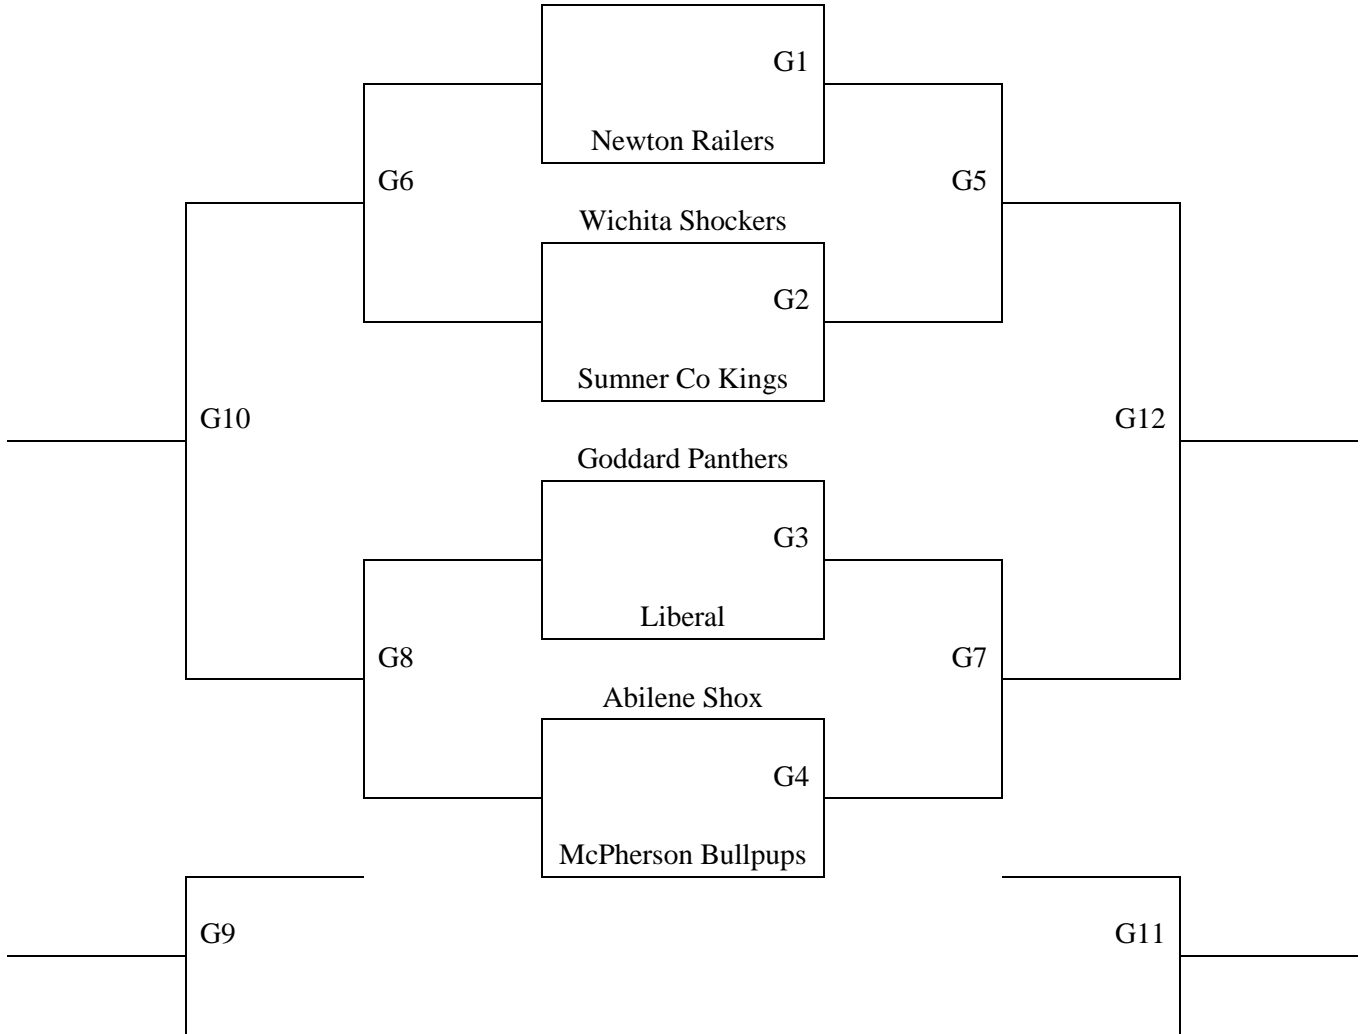 G1
Newton Railers
G6
G5
Wichita Shockers
G2
Sumner Co Kings
G10
G12
Goddard Panthers
G3
Liberal
G8
G7
Abilene Shox
G4
McPherson Bullpups
G9
G11